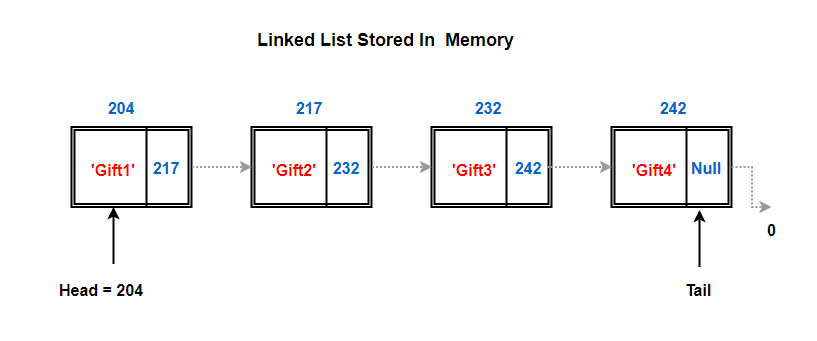 Linked List Stored In  Memory
204
217
232
242
'Gift1' 217
'Gift2' 232
'Gift3' 242
'Gift4' Null
0
Head = 204
Tail